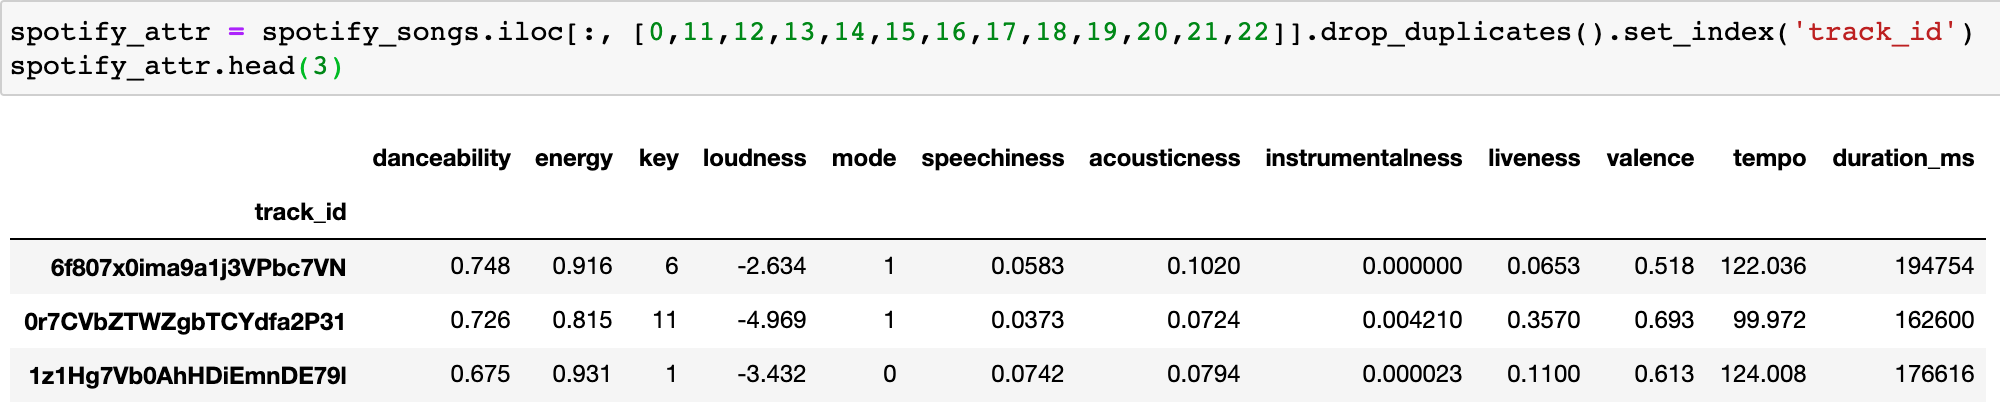 spotify_attr = spotify_songs.iloc[:, [0,11,12,13,14,15,16,17,18,19,20,21,22]].drop_duplicates().set_index('track_id')
spotify_attr.head(3)
danceability energy key loudness mode speechiness acousticness instrumentalness liveness valence tempo duration_ms
track_id
6f807x0ima9a1j3VPbc7VN 0.748 0.916 6 -2.634 1 0.0583 0.1020 0.000000 0.0653 0.518 122.036 194754
0r7CVbZTWZgbTCYdfa2P31 0.726 0.815 11 -4.969 1 0.0373 0.0724 0.004210 0.3570 0.693 99.972 162600
1z1Hg7Vb0AhHDiEmnDE79l 0.675 0.931 1 -3.432 0 0.0742 0.0794 0.000023 0.1100 0.613 124.008 176616